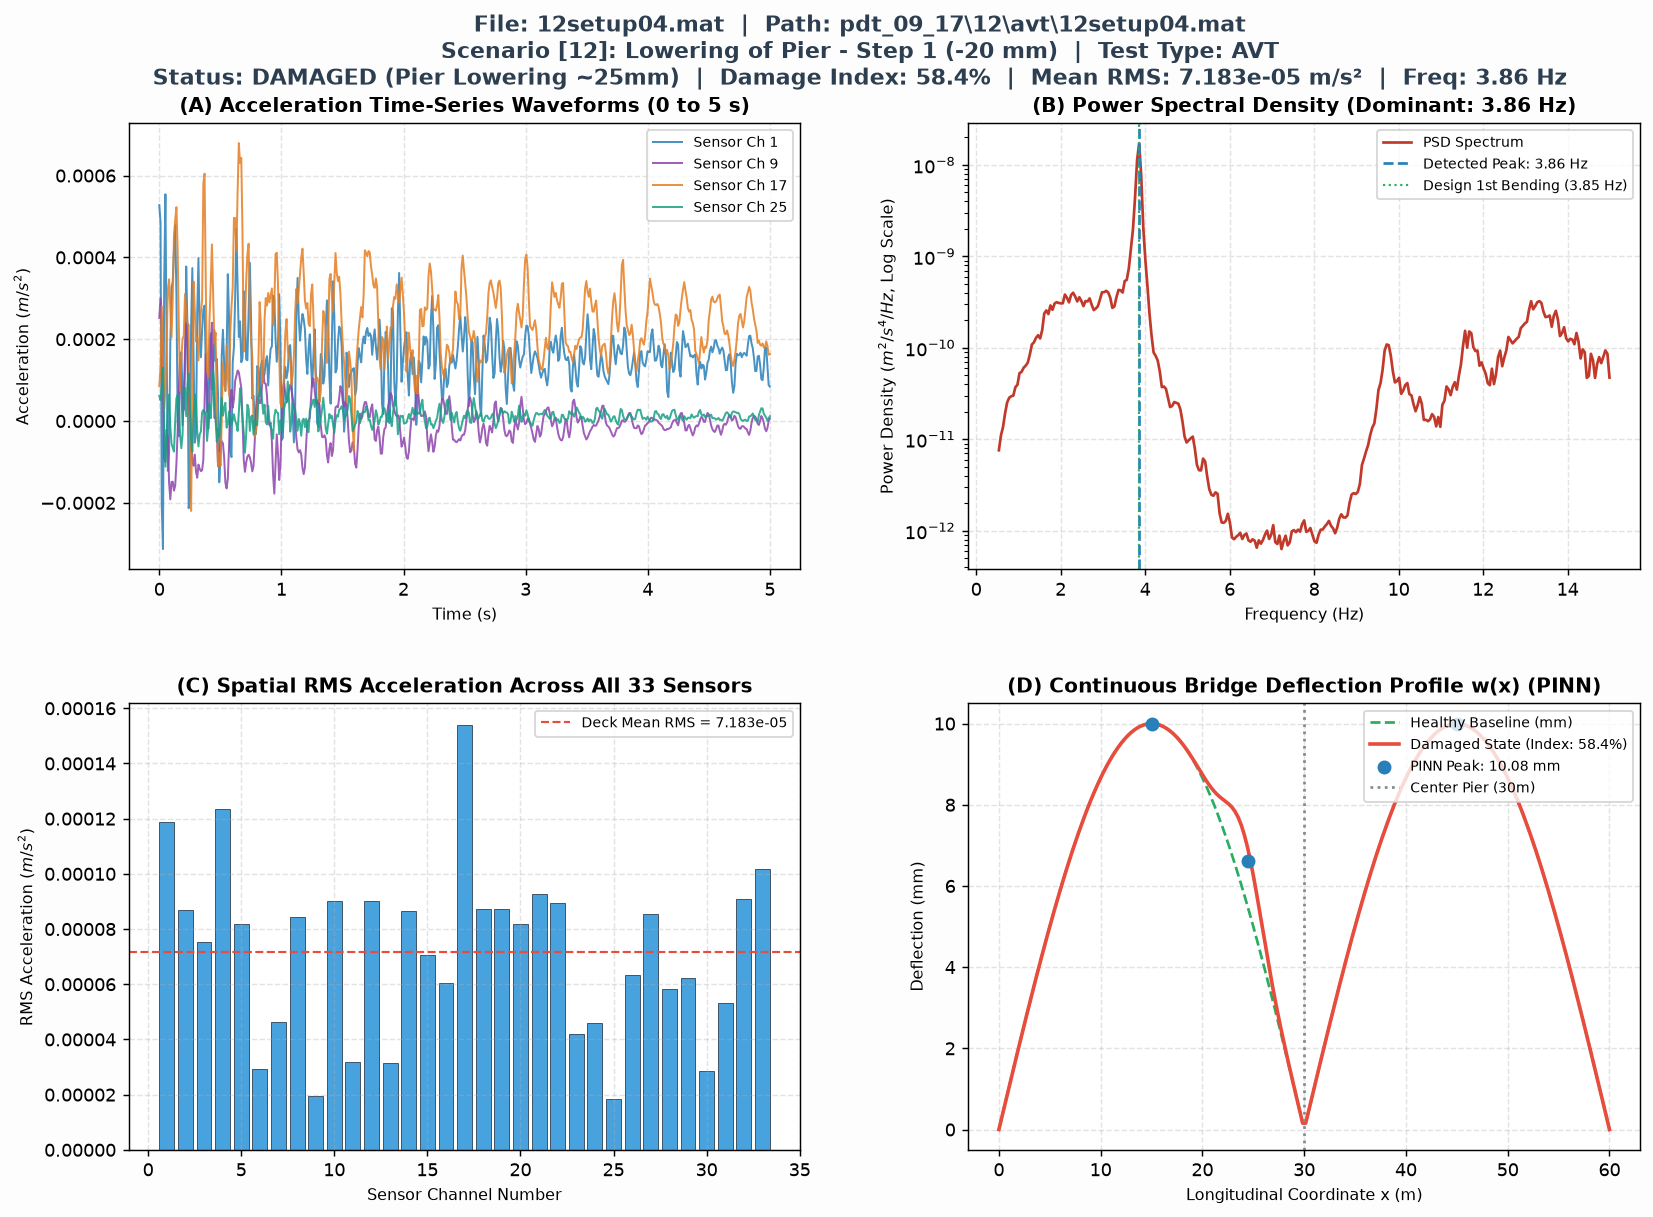 File: 12setup04.mat | Path: pdt_09_17\12\avt\12setup04.mat
Scenario [12]: Lowering of Pier - Step 1 (-20 mm) | Test Type: AVT
Status: DAMAGED (Pier Lowering ~25mm) | Damage Index: 58.4% | Mean RMS: 7.183e-05 m/s² | Freq: 3.86 Hz
(A) Acceleration Time-Series Waveforms (0 to 5 s)
Acceleration (m/s²)
0.0006
0.0004
0.0002
0.0000
−0.0002
Sensor Ch 1
Sensor Ch 9
Sensor Ch 17
Sensor Ch 25
0 1 2 3 4 5
Time (s)
(B) Power Spectral Density (Dominant: 3.86 Hz)
Power Density (m²/s⁴/Hz, Log Scale)
10⁻⁸
10⁻⁹
10⁻¹⁰
10⁻¹¹
10⁻¹²
PSD Spectrum
Detected Peak: 3.86 Hz
Design 1st Bending (3.85 Hz)
0 2 4 6 8 10 12 14
Frequency (Hz)
(C) Spatial RMS Acceleration Across All 33 Sensors
RMS Acceleration (m/s²)
0.00016
0.00014
0.00012
0.00010
0.00008
0.00006
0.00004
0.00002
0.00000
Deck Mean RMS = 7.183e-05
0 5 10 15 20 25 30 35
Sensor Channel Number
(D) Continuous Bridge Deflection Profile w(x) (PINN)
Deflection (mm)
10
8
6
4
2
0
Healthy Baseline (mm)
Damaged State (Index: 58.4%)
PINN Peak: 10.08 mm
Center Pier (30m)
0 10 20 30 40 50 60
Longitudinal Coordinate x (m)